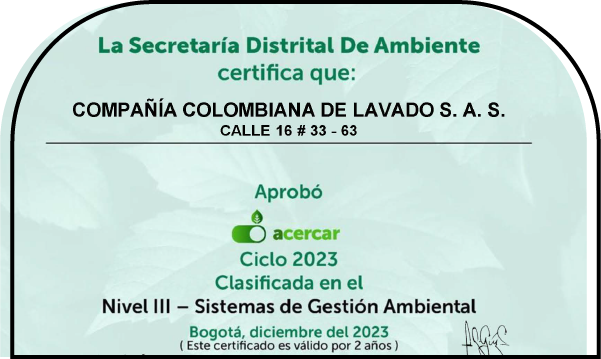 La Secretaría Distrital De Ambiente
certifica que:
COMPAÑÍA COLOMBIANA DE LAVADO S. A. S.
CALLE 16 # 33 - 63
Aprobó
acercar
Ciclo 2023
Clasificada en el
Nivel III – Sistemas de Gestión Ambiental
Bogotá, diciembre del 2023
( Este certificado es válido por 2 años )